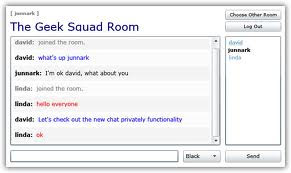 [ junnark ]
Choose Other Room
The Geek Squad Room
Log Out
david: joined the room.
david: what's up junnark
junnark: I'm ok david, what about you
linda: joined the room.
linda: hello everyone
david: Let's check out the new chat privately functionality
linda: ok
david
junnark
linda
Black
Send